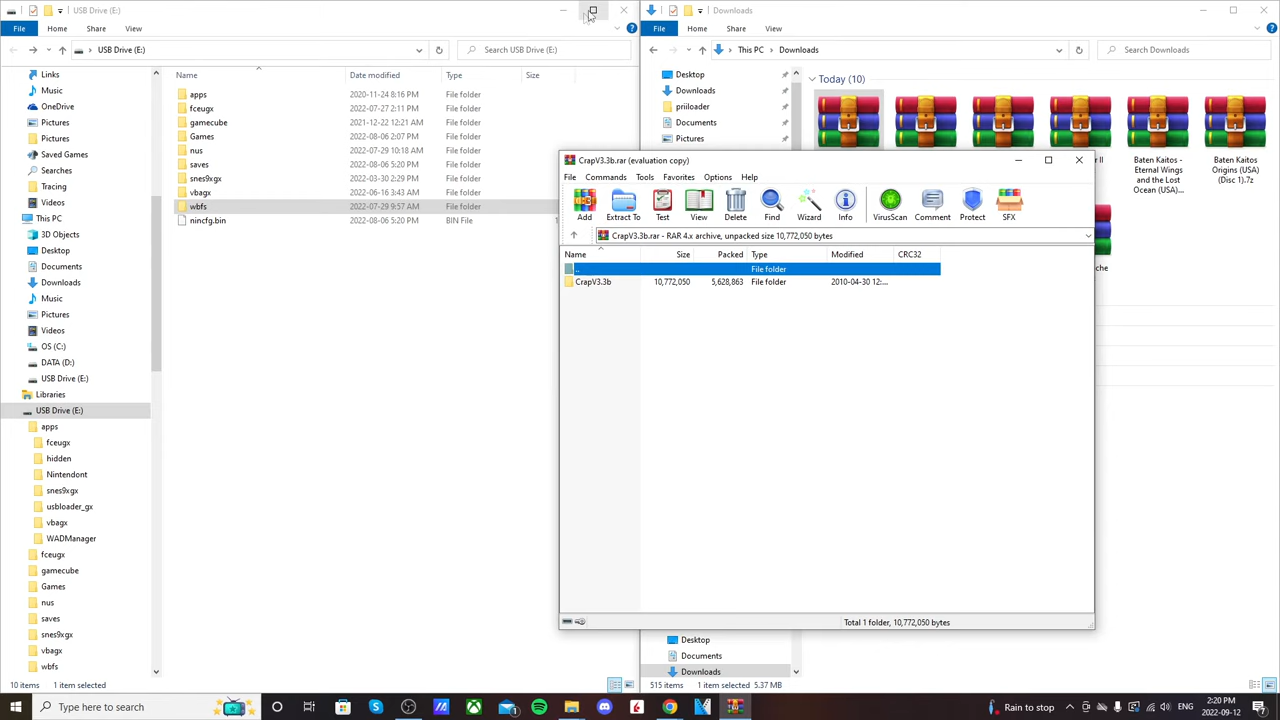 USB Drive (E:)
File Home Share View
USB Drive (E:)
Search USB Drive (E:)
Links
Music
OneDrive
Pictures
Pictures
Saved Games
Searches
Tracing
Videos
This PC
3D Objects
Desktop
Documents
Downloads
Music
Pictures
Videos
OS (C:)
DATA (D:)
USB Drive (E:)
Libraries
USB Drive (E:)
apps
fceugx
hidden
Nintendont
snes9xgx
usbloader_gx
vbagx
WADManager
fceugx
gamecube
Games
nus
saves
snes9xgx
vbagx
wbfs
Name Date modified Type Size
apps 2020-11-24 8:16 PM File folder
fceugx 2022-07-27 2:11 PM File folder
gamecube 2021-12-22 12:21 AM File folder
Games 2022-08-06 2:07 PM File folder
nus 2022-07-29 10:18 AM File folder
saves 2022-08-06 5:20 PM File folder
snes9xgx 2022-03-30 2:29 PM File folder
vbagx 2022-06-16 3:43 AM File folder
wbfs 2022-07-29 9:57 AM File folder
nincfg.bin 2022-08-06 5:20 PM BIN File 1
10 items 1 item selected
Downloads
File Home Share View
This PC Downloads
Search Downloads
Desktop
Downloads
priiloader
Documents
Pictures
Today (10)
II
Baten Kaitos -
Eternal Wings
and the Lost
Ocean (USA)...
Baten Kaitos
Origins (USA)
(Disc 1).7z
che
CrapV3.3b.rar (evaluation copy)
File Commands Tools Favorites Options Help
Add Extract To Test View Delete Find Wizard Info VirusScan Comment Protect SFX
CrapV3.3b.rar - RAR 4.x archive, unpacked size 10,772,050 bytes
Name Size Packed Type Modified CRC32
.. File folder
CrapV3.3b 10,772,050 5,628,863 File folder 2010-04-30 12:...
Total 1 folder, 10,772,050 bytes
Desktop
Documents
Downloads
515 items 1 item selected 5.37 MB
Type here to search
Rain to stop
ENG
2:20 PM
2022-09-12